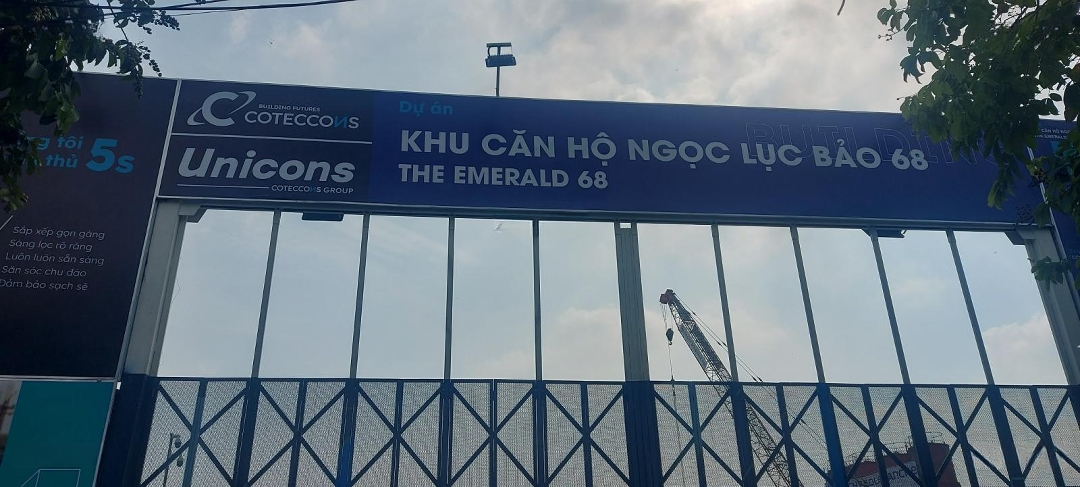 tôi
thủ 5s
Sắp xếp gọn gàng
Sàng lọc rõ ràng
Luôn luôn sẵn sàng
Săn sóc chu đáo
Đảm bảo sạch sẽ
BUILDING FUTURES
COTECCONS
Unicons
COTECCONS GROUP
Dự án
KHU CĂN HỘ NGỌC LỤC BẢO 68
THE EMERALD 68